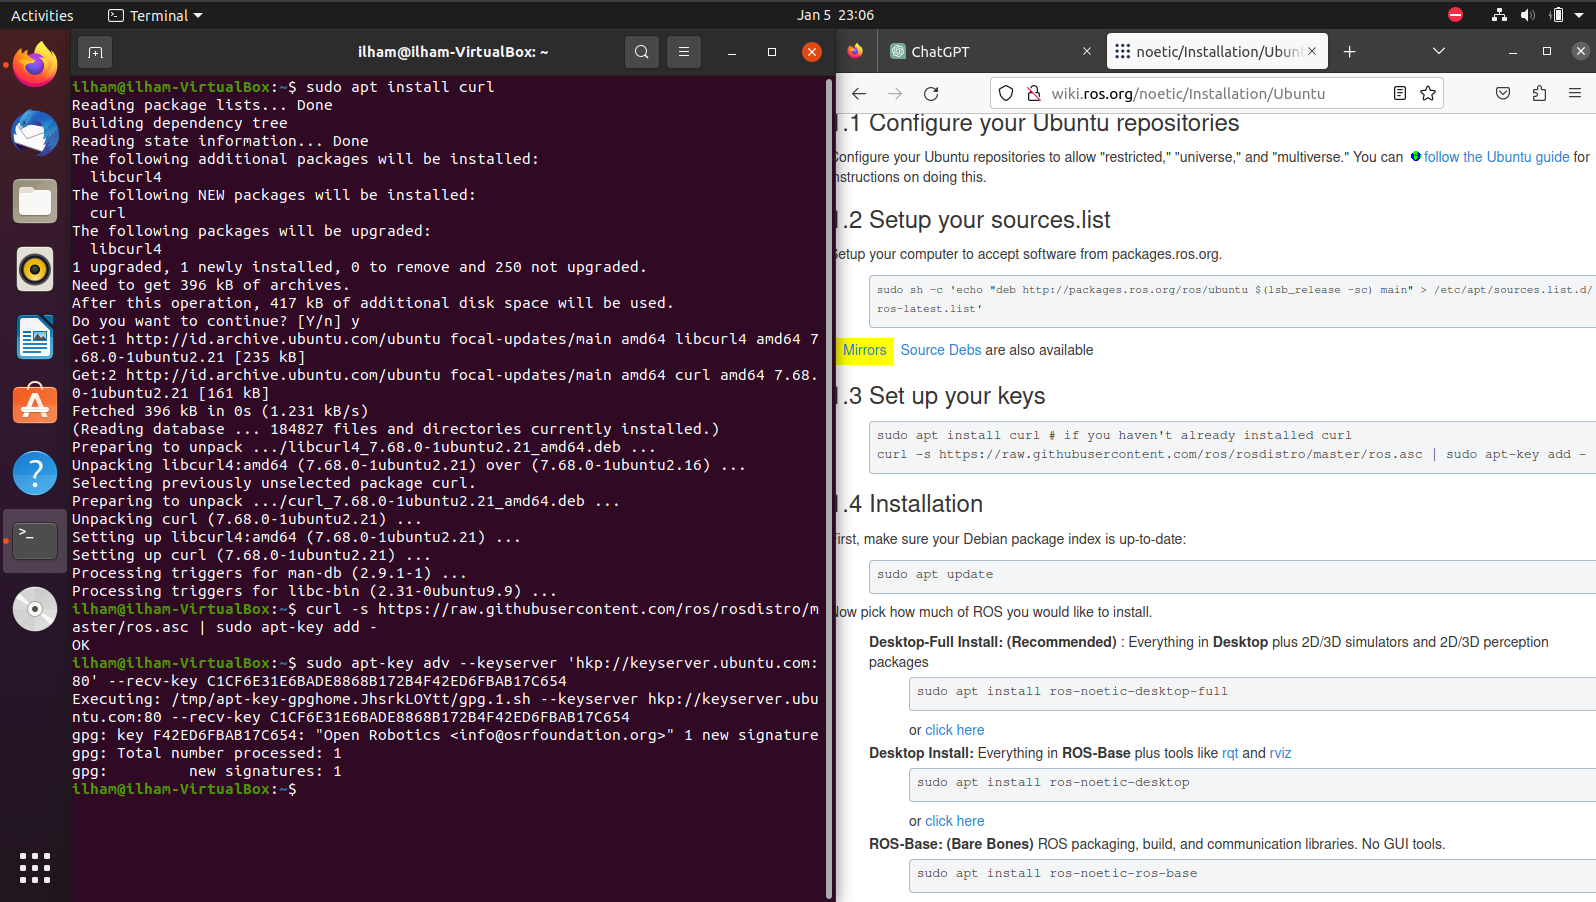 Activities
Terminal
Jan 5 23:06
ilham@ilham-VirtualBox: ~
ilham@ilham-VirtualBox:~$ sudo apt install curl
Reading package lists... Done
Building dependency tree
Reading state information... Done
The following additional packages will be installed:
libcurl4
The following NEW packages will be installed:
curl
The following packages will be upgraded:
libcurl4
1 upgraded, 1 newly installed, 0 to remove and 250 not upgraded.
Need to get 396 kB of archives.
After this operation, 417 kB of additional disk space will be used.
Do you want to continue? [Y/n] y
Get:1 http://id.archive.ubuntu.com/ubuntu focal-updates/main amd64 libcurl4 amd64 7
.68.0-1ubuntu2.21 [235 kB]
Get:2 http://id.archive.ubuntu.com/ubuntu focal-updates/main amd64 curl amd64 7.68.
0-1ubuntu2.21 [161 kB]
Fetched 396 kB in 0s (1.231 kB/s)
(Reading database ... 184827 files and directories currently installed.)
Preparing to unpack .../libcurl4_7.68.0-1ubuntu2.21_amd64.deb ...
Unpacking libcurl4:amd64 (7.68.0-1ubuntu2.21) over (7.68.0-1ubuntu2.16) ...
Selecting previously unselected package curl.
Preparing to unpack .../curl_7.68.0-1ubuntu2.21_amd64.deb ...
Unpacking curl (7.68.0-1ubuntu2.21) ...
Setting up libcurl4:amd64 (7.68.0-1ubuntu2.21) ...
Setting up curl (7.68.0-1ubuntu2.21) ...
Processing triggers for man-db (2.9.1-1) ...
Processing triggers for libc-bin (2.31-0ubuntu9.9) ...
ilham@ilham-VirtualBox:~$ curl -s https://raw.githubusercontent.com/ros/rosdistro/m
aster/ros.asc | sudo apt-key add -
OK
ilham@ilham-VirtualBox:~$ sudo apt-key adv --keyserver 'hkp://keyserver.ubuntu.com:
80' --recv-key C1CF6E31E6BADE8868B172B4F42ED6FBAB17C654
Executing: /tmp/apt-key-gpghome.JhsrkLOYtt/gpg.1.sh --keyserver hkp://keyserver.ubu
ntu.com:80 --recv-key C1CF6E31E6BADE8868B172B4F42ED6FBAB17C654
gpg: key F42ED6FBAB17C654: "Open Robotics <info@osrfoundation.org>" 1 new signature
gpg: Total number processed: 1
gpg: new signatures: 1
ilham@ilham-VirtualBox:~$
ChatGPT
noetic/Installation/Ubunt
wiki.ros.org/noetic/Installation/Ubuntu
.1 Configure your Ubuntu repositories
onfigure your Ubuntu repositories to allow "restricted," "universe," and "multiverse." You can follow the Ubuntu guide for
nstructions on doing this.
.2 Setup your sources.list
etup your computer to accept software from packages.ros.org.
sudo sh -c 'echo "deb http://packages.ros.org/ros/ubuntu $(lsb_release -sc) main" > /etc/apt/sources.list.d/
ros-latest.list'
Mirrors Source Debs are also available
.3 Set up your keys
sudo apt install curl # if you haven't already installed curl
curl -s https://raw.githubusercontent.com/ros/rosdistro/master/ros.asc | sudo apt-key add -
.4 Installation
irst, make sure your Debian package index is up-to-date:
sudo apt update
Now pick how much of ROS you would like to install.
Desktop-Full Install: (Recommended) : Everything in Desktop plus 2D/3D simulators and 2D/3D perception
packages
sudo apt install ros-noetic-desktop-full
or click here
Desktop Install: Everything in ROS-Base plus tools like rqt and rviz
sudo apt install ros-noetic-desktop
or click here
ROS-Base: (Bare Bones) ROS packaging, build, and communication libraries. No GUI tools.
sudo apt install ros-noetic-ros-base